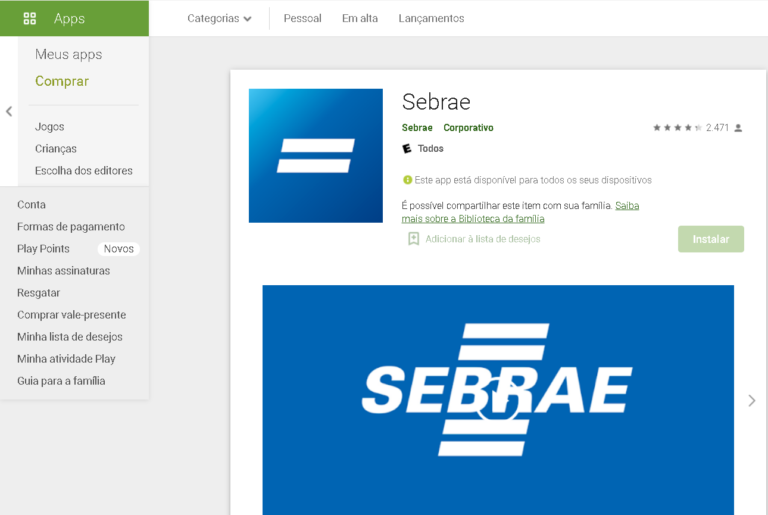 Apps
Categorias
Pessoal
Em alta
Lançamentos
Meus apps
Comprar
Jogos
Crianças
Escolha dos editores
Conta
Formas de pagamento
Play Points Novos
Minhas assinaturas
Resgatar
Comprar vale-presente
Minha lista de desejos
Minha atividade Play
Guia para a família
Sebrae
Sebrae Corporativo
2.471
E Todos
Este app está disponível para todos os seus dispositivos
É possível compartilhar este item com sua família. Saiba
mais sobre a Biblioteca da família
Adicionar à lista de desejos
Instalar
SEBRAE